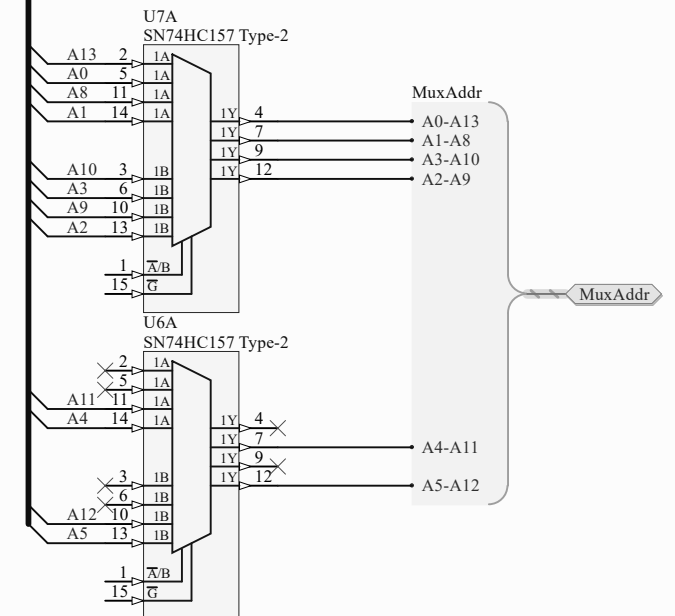 U7A
SN74HC157 Type-2
A13 2 1A
A0 5 1A
A8 11 1A
A1 14 1A
MuxAddr
1Y 4 A0-A13
1Y 7 A1-A8
1Y 9 A3-A10
1Y 12 A2-A9
A10 3 1B
A3 6 1B
A9 10 1B
A2 13 1B
1 A̅/B
15 G̅
MuxAddr
U6A
SN74HC157 Type-2
2 1A
5 1A
A11 11 1A
A4 14 1A
1Y 4
1Y 7 A4-A11
1Y 9
1Y 12 A5-A12
3 1B
6 1B
A12 10 1B
A5 13 1B
1 A̅/B
15 G̅